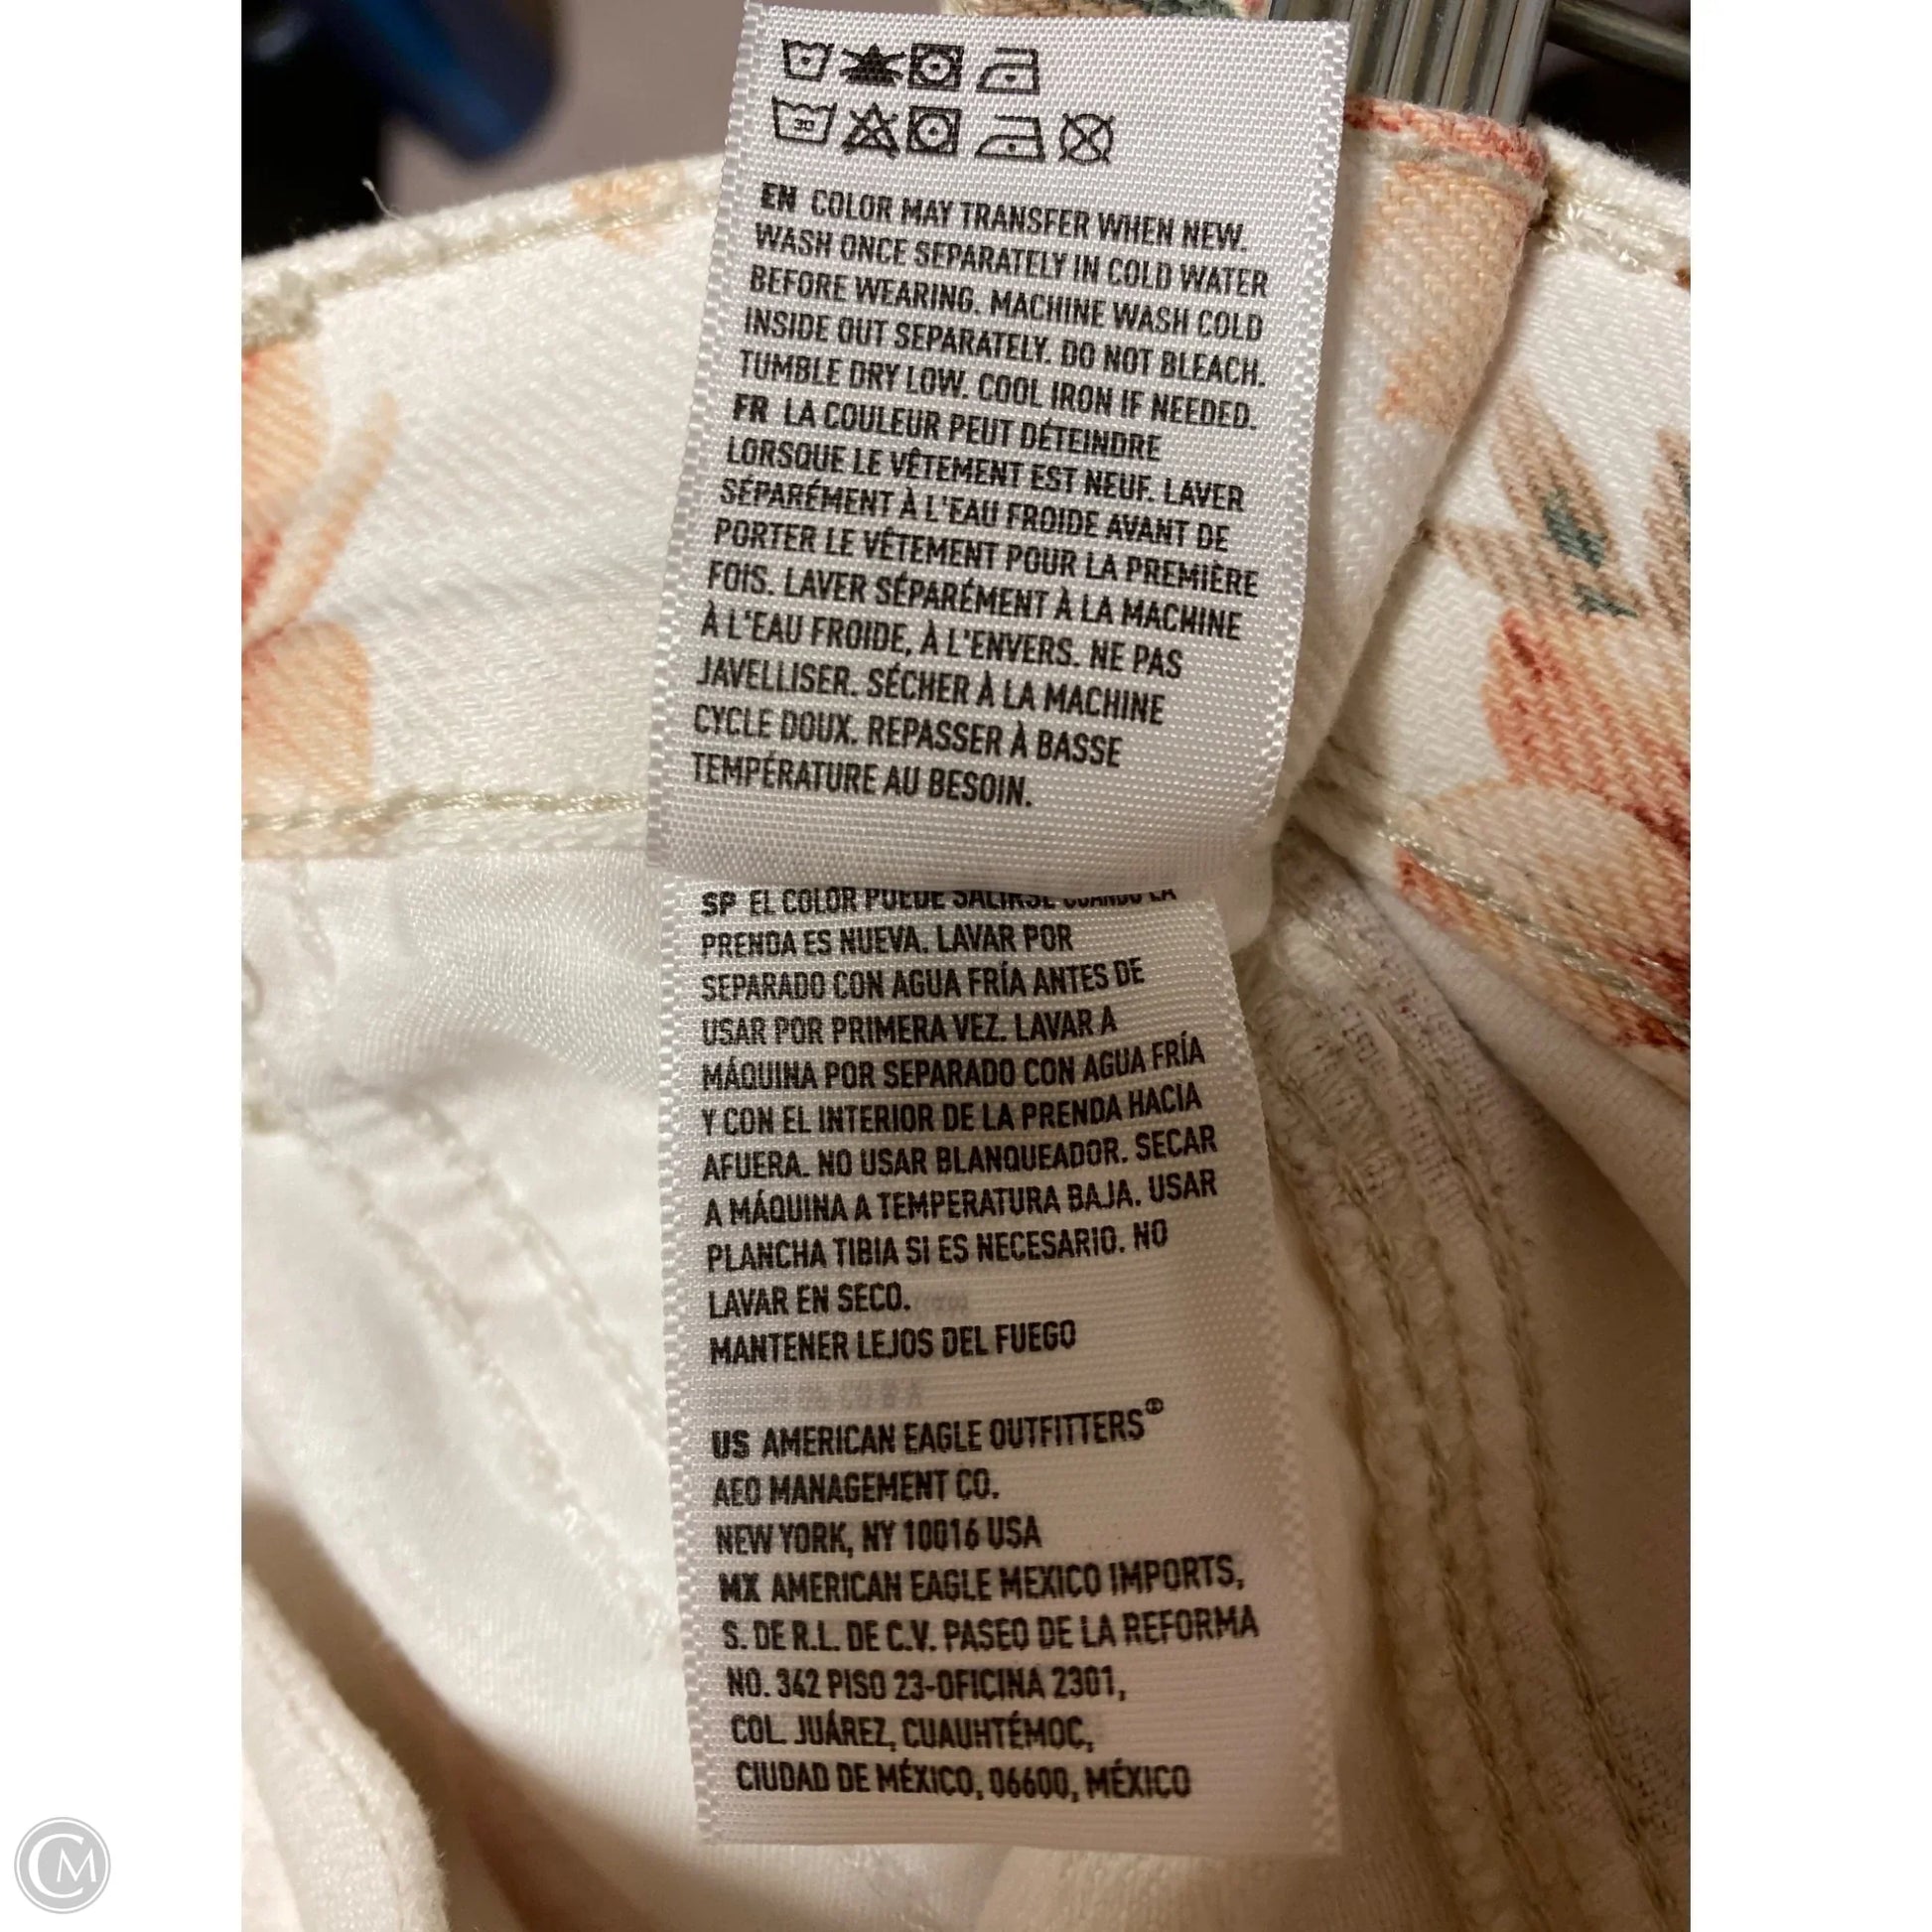 30
EN COLOR MAY TRANSFER WHEN NEW.
WASH ONCE SEPARATELY IN COLD WATER
BEFORE WEARING. MACHINE WASH COLD
INSIDE OUT SEPARATELY. DO NOT BLEACH.
TUMBLE DRY LOW. COOL IRON IF NEEDED.
FR LA COULEUR PEUT DÉTEINDRE
LORSQUE LE VÊTEMENT EST NEUF. LAVER
SÉPARÉMENT À L'EAU FROIDE AVANT DE
PORTER LE VÊTEMENT POUR LA PREMIÈRE
FOIS. LAVER SÉPARÉMENT À LA MACHINE
À L'EAU FROIDE, À L'ENVERS. NE PAS
JAVELLISER. SÉCHER À LA MACHINE
CYCLE DOUX. REPASSER À BASSE
TEMPÉRATURE AU BESOIN.
SP EL COLOR PUEDE SALIRSE CUANDO LA
PRENDA ES NUEVA. LAVAR POR
SEPARADO CON AGUA FRÍA ANTES DE
USAR POR PRIMERA VEZ. LAVAR A
MÁQUINA POR SEPARADO CON AGUA FRÍA
Y CON EL INTERIOR DE LA PRENDA HACIA
AFUERA. NO USAR BLANQUEADOR. SECAR
A MÁQUINA A TEMPERATURA BAJA. USAR
PLANCHA TIBIA SI ES NECESARIO. NO
LAVAR EN SECO.
MANTENER LEJOS DEL FUEGO
US AMERICAN EAGLE OUTFITTERS®
AEO MANAGEMENT CO.
NEW YORK, NY 10016 USA
MX AMERICAN EAGLE MEXICO IMPORTS,
S. DE R.L. DE C.V. PASEO DE LA REFORMA
NO. 342 PISO 23-OFICINA 2301,
COL. JUÁREZ, CUAUHTÉMOC,
CIUDAD DE MÉXICO, 06600, MÉXICO
CM